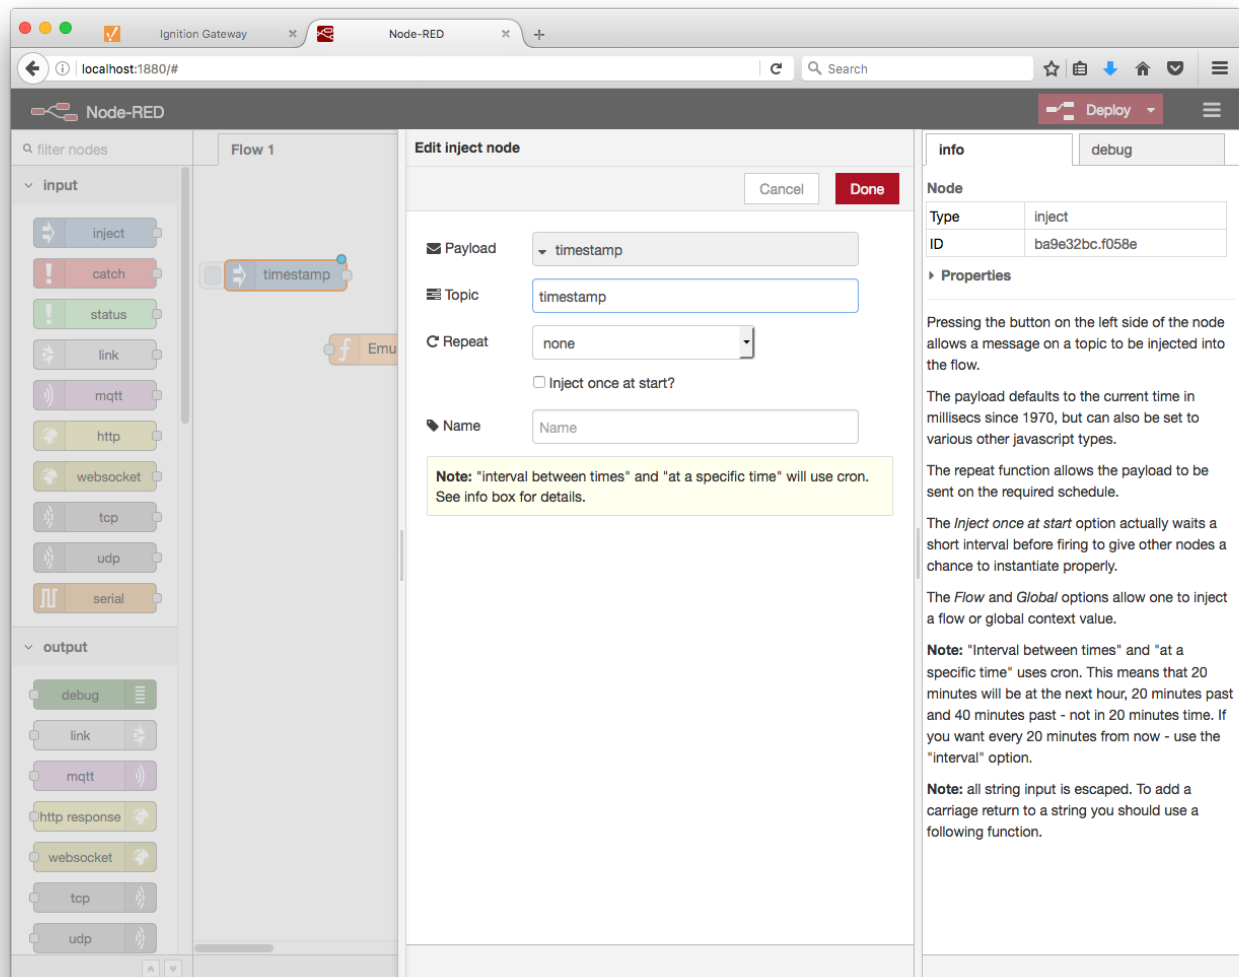 Ignition Gateway
Node-RED
localhost:1880/#
Search
Node-RED
Deploy
filter nodes
input
inject
catch
status
link
mqtt
http
websocket
tcp
udp
serial
output
debug
link
mqtt
http response
websocket
tcp
udp
Flow 1
timestamp
Emu
Edit inject node
Cancel
Done
Payload
timestamp
Topic
timestamp
Repeat
none
Inject once at start?
Name
Name
Note: "interval between times" and "at a specific time" will use cron.
See info box for details.
info
debug
Node
Type
inject
ID
ba9e32bc.f058e
Properties
Pressing the button on the left side of the node
allows a message on a topic to be injected into
the flow.
The payload defaults to the current time in
millisecs since 1970, but can also be set to
various other javascript types.
The repeat function allows the payload to be
sent on the required schedule.
The Inject once at start option actually waits a
short interval before firing to give other nodes a
chance to instantiate properly.
The Flow and Global options allow one to inject
a flow or global context value.
Note: "Interval between times" and "at a
specific time" uses cron. This means that 20
minutes will be at the next hour, 20 minutes past
and 40 minutes past - not in 20 minutes time. If
you want every 20 minutes from now - use the
"interval" option.
Note: all string input is escaped. To add a
carriage return to a string you should use a
following function.